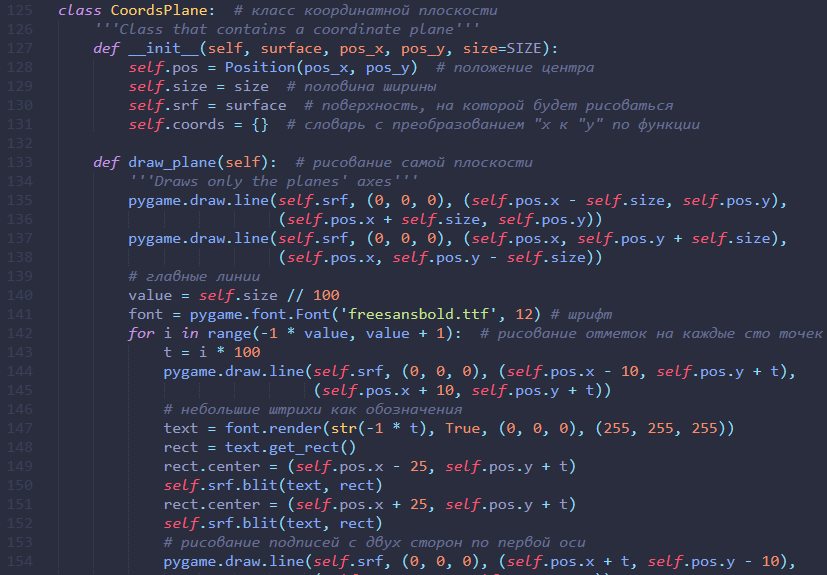 125 class CoordsPlane:  # класс координатной плоскости
126     '''Class that contains a coordinate plane'''
127     def __init__(self, surface, pos_x, pos_y, size=SIZE):
128         self.pos = Position(pos_x, pos_y)  # положение центра
129         self.size = size  # половина ширины
130         self.srf = surface  # поверхность, на которой будет рисоваться
131         self.coords = {}  # словарь с преобразованием "x к "y" по функции
132
133     def draw_plane(self):  # рисование самой плоскости
134         '''Draws only the planes' axes'''
135         pygame.draw.line(self.srf, (0, 0, 0), (self.pos.x - self.size, self.pos.y),
136                          (self.pos.x + self.size, self.pos.y))
137         pygame.draw.line(self.srf, (0, 0, 0), (self.pos.x, self.pos.y + self.size),
138                          (self.pos.x, self.pos.y - self.size))
139         # главные линии
140         value = self.size // 100
141         font = pygame.font.Font('freesansbold.ttf', 12) # шрифт
142         for i in range(-1 * value, value + 1):  # рисование отметок на каждые сто точек
143             t = i * 100
144             pygame.draw.line(self.srf, (0, 0, 0), (self.pos.x - 10, self.pos.y + t),
145                              (self.pos.x + 10, self.pos.y + t))
146             # небольшие штрихи как обозначения
147             text = font.render(str(-1 * t), True, (0, 0, 0), (255, 255, 255))
148             rect = text.get_rect()
149             rect.center = (self.pos.x - 25, self.pos.y + t)
150             self.srf.blit(text, rect)
151             rect.center = (self.pos.x + 25, self.pos.y + t)
152             self.srf.blit(text, rect)
153             # рисование подписей с двух сторон по первой оси
154             pygame.draw.line(self.srf, (0, 0, 0), (self.pos.x + t, self.pos.y - 10),